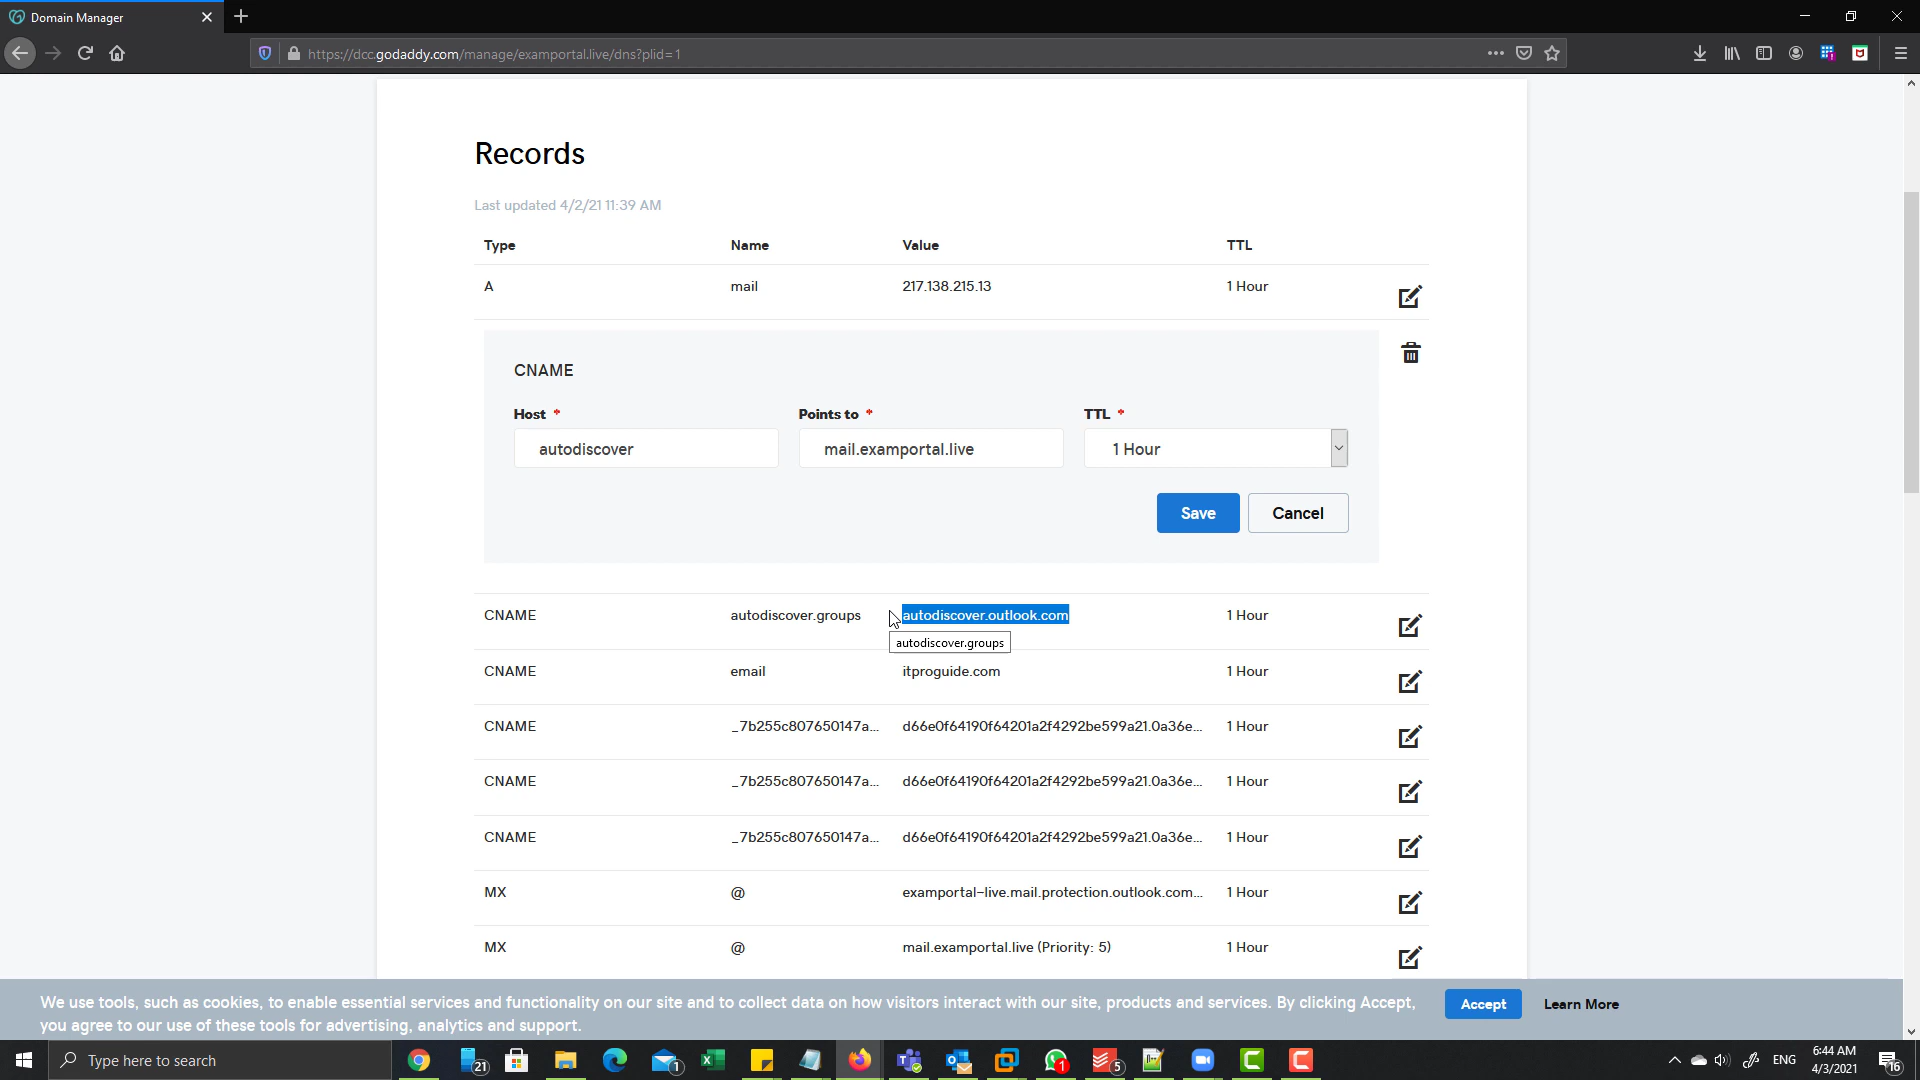 Domain Manager
https://dcc.godaddy.com/manage/examportal.live/dns?plid=1
Records
Last updated 4/2/21 11:39 AM
Type Name Value TTL
A mail 217.138.215.13 1 Hour
CNAME
Host * Points to * TTL *
autodiscover mail.examportal.live 1 Hour
Save Cancel
CNAME autodiscover.groups autodiscover.outlook.com 1 Hour
autodiscover.groups
CNAME email itproguide.com 1 Hour
CNAME _7b255c807650147a... d66e0f64190f64201a2f4292be599a21.0a36e... 1 Hour
CNAME _7b255c807650147a... d66e0f64190f64201a2f4292be599a21.0a36e... 1 Hour
CNAME _7b255c807650147a... d66e0f64190f64201a2f4292be599a21.0a36e... 1 Hour
MX @ examportal-live.mail.protection.outlook.com... 1 Hour
MX @ mail.examportal.live (Priority: 5) 1 Hour
We use tools, such as cookies, to enable essential services and functionality on our site and to collect data on how visitors interact with our site, products and services. By clicking Accept,
you agree to our use of these tools for advertising, analytics and support.
Accept Learn More
Type here to search
21
1
1
5
ENG
6:44 AM
4/3/2021
16